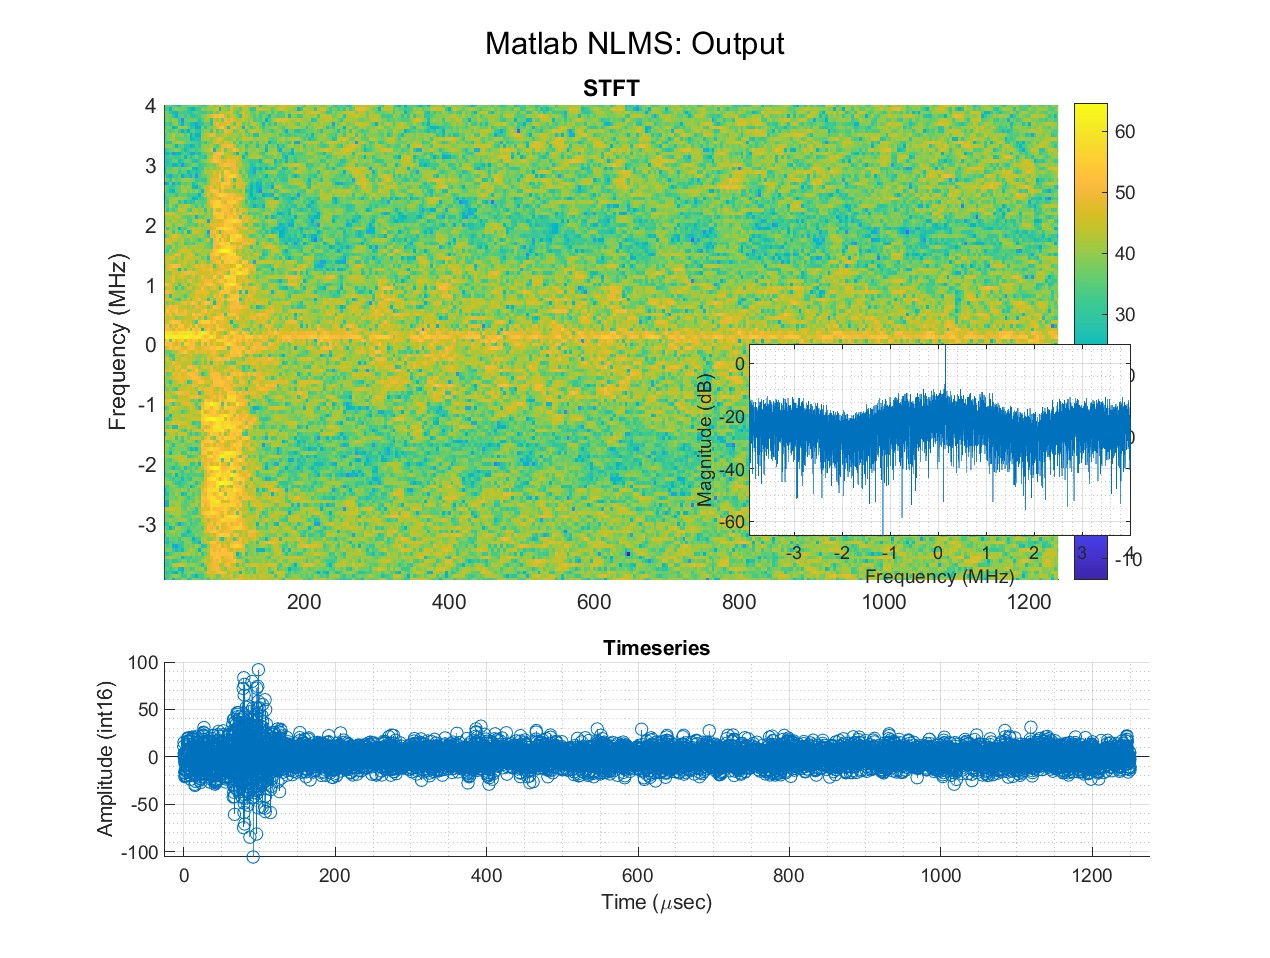 Matlab NLMS: Output
STFT
4
3
2
1
0
-1
-2
-3
Frequency (MHz)
200 400 600 800 1000 1200
60
50
40
30
-10
0
-20
-40
-60
Magnitude (dB)
-3 -2 -1 0 1 2 3 4
Frequency (MHz)
Timeseries
100
50
0
-50
-100
Amplitude (int16)
0 200 400 600 800 1000 1200
Time (μsec)